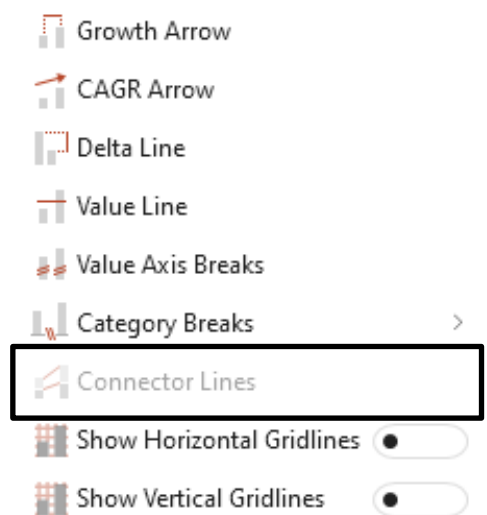 Growth Arrow
CAGR Arrow
Delta Line
Value Line
Value Axis Breaks
Category Breaks
Connector Lines
Show Horizontal Gridlines
Show Vertical Gridlines